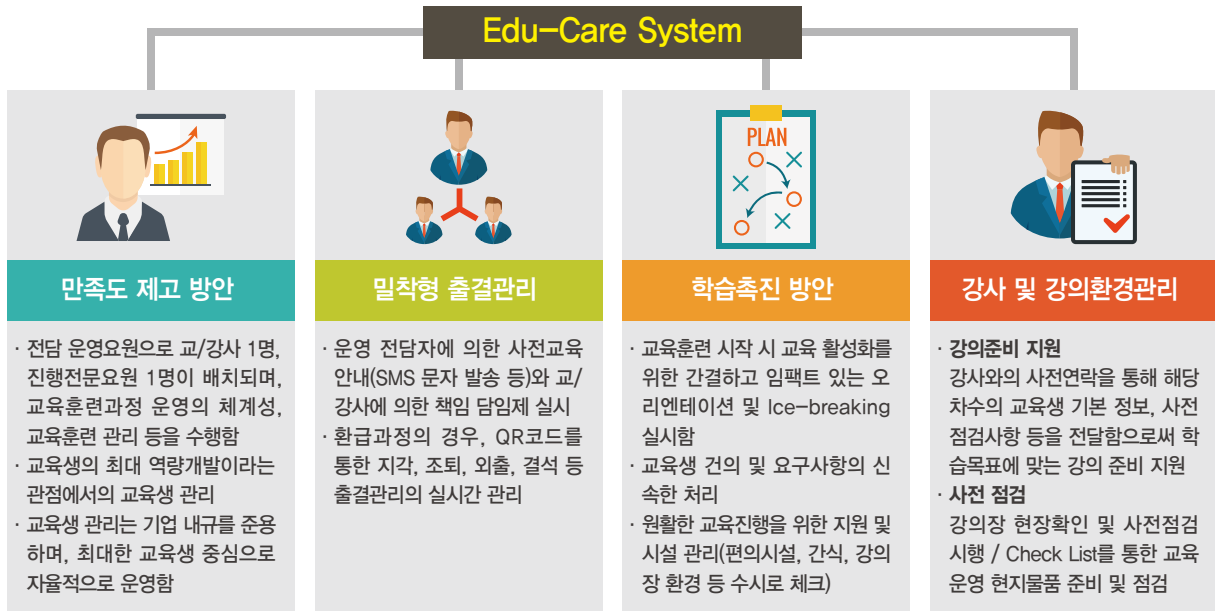 Edu-Care System
PLAN
만족도 제고 방안
· 전담 운영요원으로 교/강사 1명,
진행전문요원 1명이 배치되며,
교육훈련과정 운영의 체계성,
교육훈련 관리 등을 수행함
· 교육생의 최대 역량개발이라는
관점에서의 교육생 관리
· 교육생 관리는 기업 내규를 준용
하며, 최대한 교육생 중심으로
자율적으로 운영함
밀착형 출결관리
· 운영 전담자에 의한 사전교육
안내(SMS 문자 발송 등)와 교/
강사에 의한 책임 담임제 실시
· 환급과정의 경우, QR코드를
통한 지각, 조퇴, 외출, 결석 등
출결관리의 실시간 관리
학습촉진 방안
· 교육훈련 시작 시 교육 활성화를
위한 간결하고 임팩트 있는 오
리엔테이션 및 Ice-breaking
실시함
· 교육생 건의 및 요구사항의 신
속한 처리
· 원활한 교육진행을 위한 지원 및
시설 관리(편의시설, 간식, 강의
장 환경 등 수시로 체크)
강사 및 강의환경관리
· 강의준비 지원
강사와의 사전연락을 통해 해당
차수의 교육생 기본 정보, 사전
점검사항 등을 전달함으로써 학
습목표에 맞는 강의 준비 지원
· 사전 점검
강의장 현장확인 및 사전점검
시행 / Check List를 통한 교육
운영 현지물품 준비 및 점검